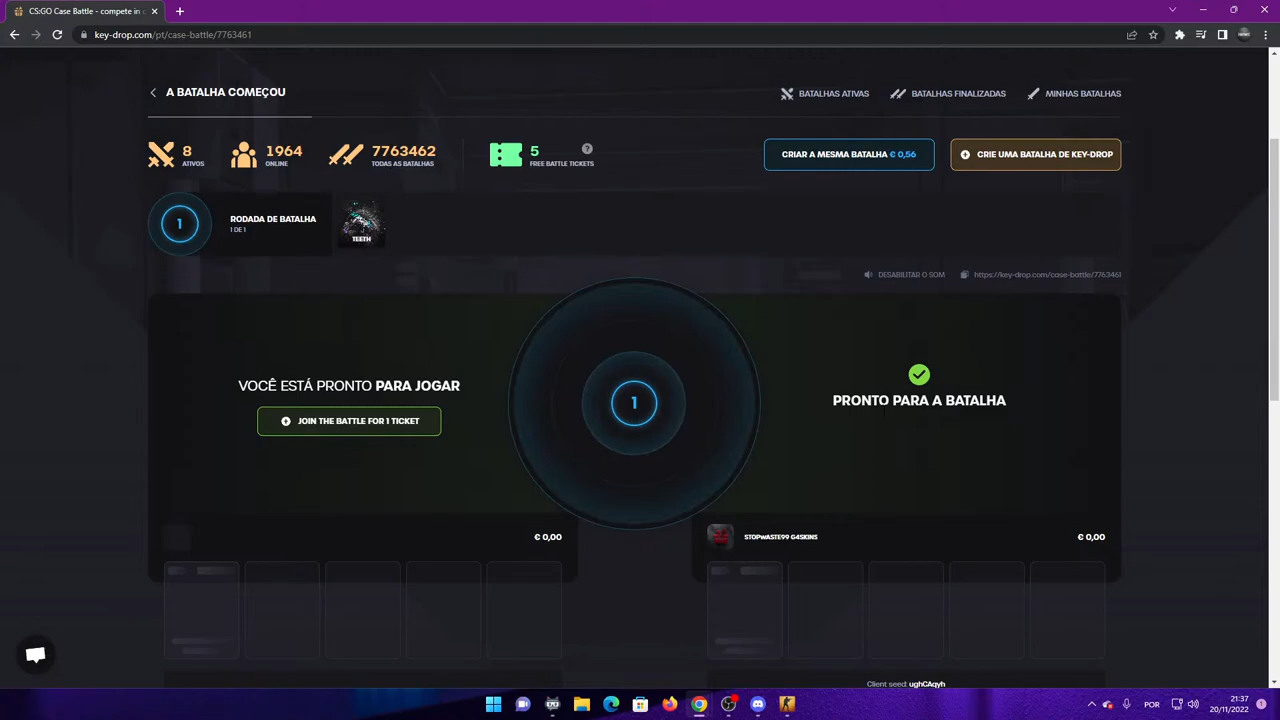 CS:GO Case Battle - compete in c
key-drop.com/pt/case-battle/7763461
A BATALHA COMEÇOU
BATALHAS ATIVAS
BATALHAS FINALIZADAS
MINHAS BATALHAS
8
ATIVOS
1964
ONLINE
7763462
TODAS AS BATALHAS
5
FREE BATTLE TICKETS
?
CRIAR A MESMA BATALHA € 0,56
CRIE UMA BATALHA DE KEY-DROP
1
RODADA DE BATALHA
1 DE 1
TEETH
DESABILITAR O SOM
https://key-drop.com/case-battle/7763461
VOCÊ ESTÁ PRONTO PARA JOGAR
JOIN THE BATTLE FOR 1 TICKET
1
PRONTO PARA A BATALHA
€ 0,00
STOPWASTE99 G4SKINS
€ 0,00
Client seed: ughCAqyh
POR
21:37
20/11/2022